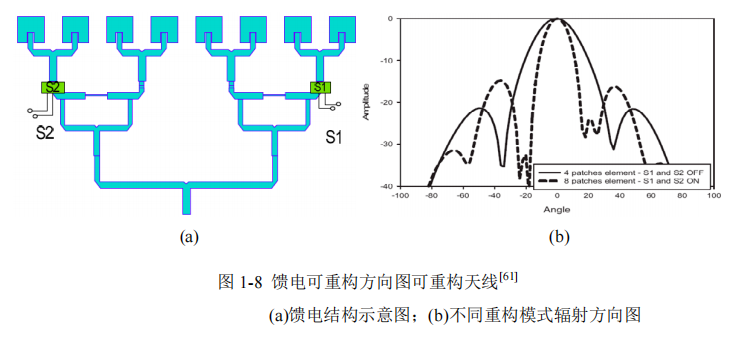 S2
S1
S2
S1
(a)
0
-10
-20
-30
-40
Amplitude
-100 -80 -60 -40 -20 0 20 40 60 80 100
Angle
4 patches element - S1 and S2 OFF
8 patches element - S1 and S2 ON
(b)
图 1-8 馈电可重构方向图可重构天线[61]
(a)馈电结构示意图；(b)不同重构模式辐射方向图